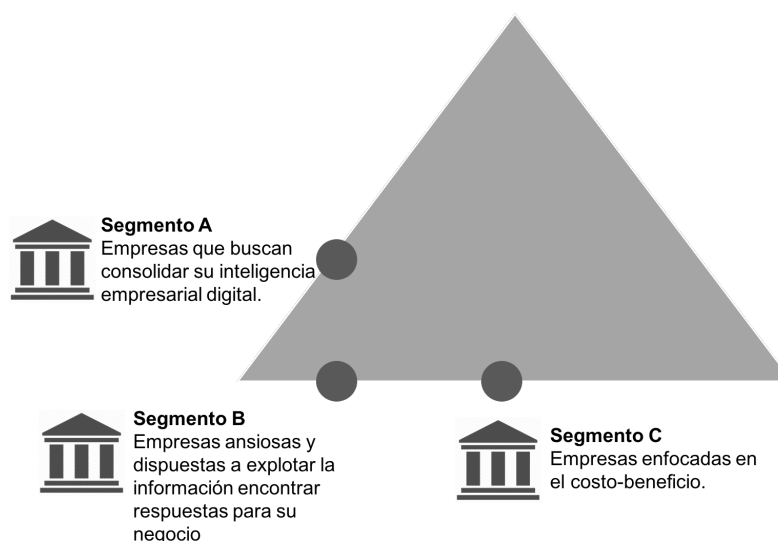 Segmento A
Empresas que buscan
consolidar su inteligencia
empresarial digital.
Segmento B
Empresas ansiosas y
dispuestas a explotar la
información encontrar
respuestas para su
negocio
Segmento C
Empresas enfocadas en
el costo-beneficio.